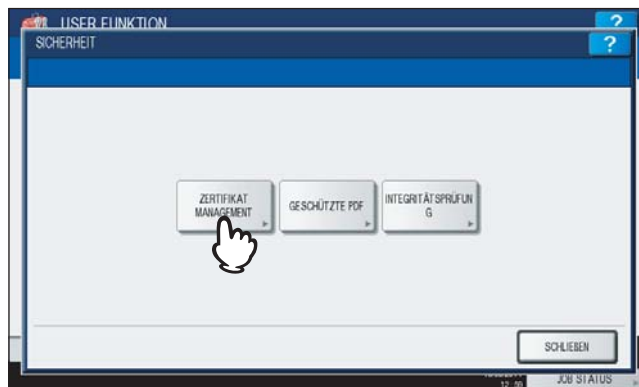 USER FUNKTION
?
SICHERHEIT
?
ZERTIFIKAT
MANAGEMENT
GESCHÜTZTE PDF
INTEGRITÄTSPRÜFUN
G
SCHLIEßEN
JOB STATUS